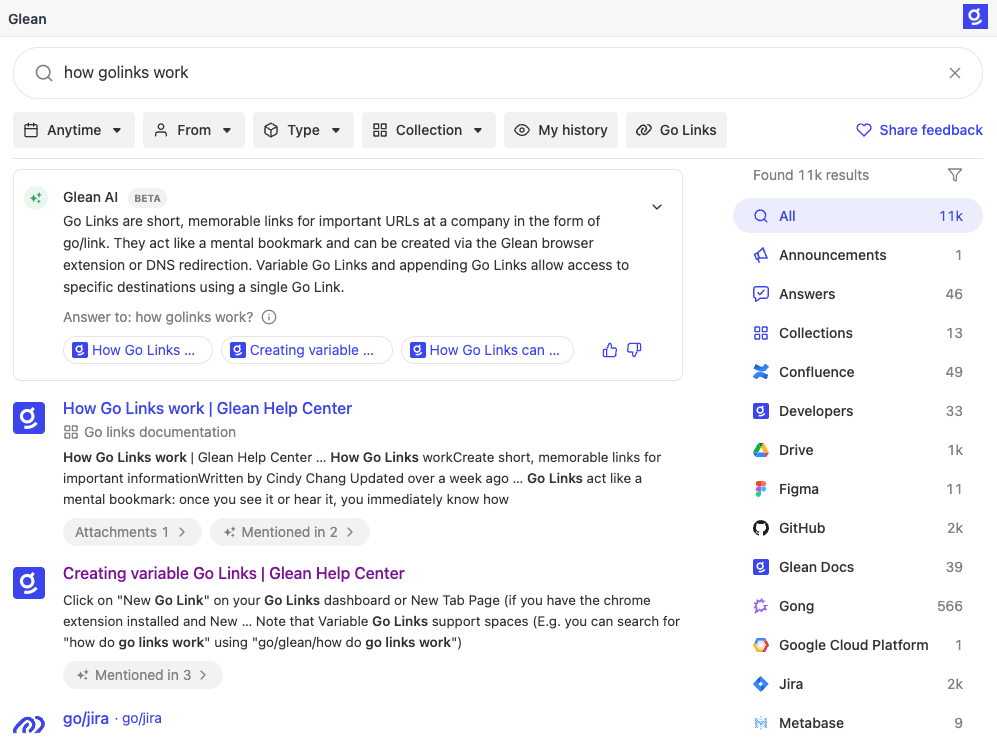 Glean
how golinks work
Anytime
From
Type
Collection
My history
Go Links
Share feedback
Glean AI BETA
Go Links are short, memorable links for important URLs at a company in the form of
go/link. They act like a mental bookmark and can be created via the Glean browser
extension or DNS redirection. Variable Go Links and appending Go Links allow access to
specific destinations using a single Go Link.
Answer to: how golinks work?
How Go Links ...
Creating variable ...
How Go Links can ...
How Go Links work | Glean Help Center
Go links documentation
How Go Links work | Glean Help Center ... How Go Links workCreate short, memorable links for
important informationWritten by Cindy Chang Updated over a week ago ... Go Links act like a
mental bookmark: once you see it or hear it, you immediately know how
Attachments 1
Mentioned in 2
Creating variable Go Links | Glean Help Center
Click on "New Go Link" on your Go Links dashboard or New Tab Page (if you have the chrome
extension installed and New ... Note that Variable Go Links support spaces (E.g. you can search for
"how do go links work" using "go/glean/how do go links work")
Mentioned in 3
go/jira · go/jira
Found 11k results
All 11k
Announcements 1
Answers 46
Collections 13
Confluence 49
Developers 33
Drive 1k
Figma 11
GitHub 2k
Glean Docs 39
Gong 566
Google Cloud Platform 1
Jira 2k
Metabase 9